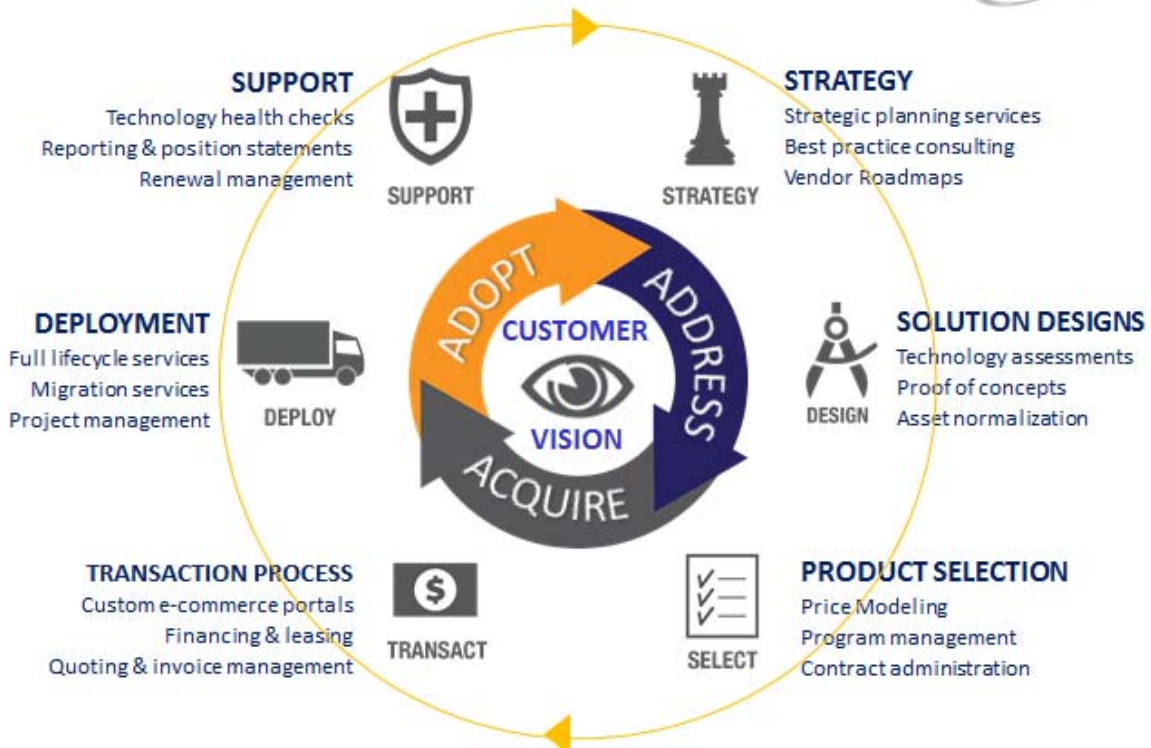 SUPPORT
Technology health checks
Reporting & position statements
Renewal management
SUPPORT
STRATEGY
Strategic planning services
Best practice consulting
Vendor Roadmaps
STRATEGY
ADOPT
ADDRESS
ACQUIRE
CUSTOMER
VISION
DEPLOYMENT
Full lifecycle services
Migration services
Project management
DEPLOY
SOLUTION DESIGNS
Technology assessments
Proof of concepts
Asset normalization
DESIGN
TRANSACTION PROCESS
Custom e-commerce portals
Financing & leasing
Quoting & invoice management
$
TRANSACT
PRODUCT SELECTION
Price Modeling
Program management
Contract administration
SELECT